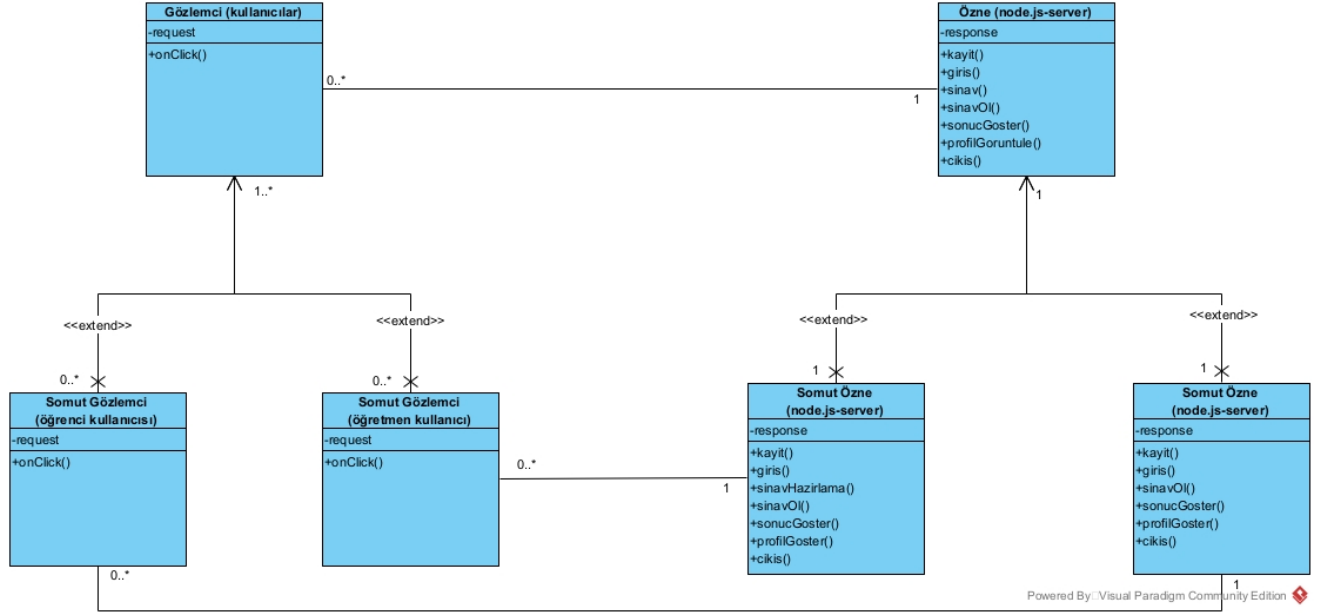 Gözlemci (kullanıcılar)
-request
+onClick()
0..*
1..*
Özne (node.js-server)
-response
+kayit()
+giris()
+sinav()
+sinavOl()
+sonucGoster()
+profilGoruntule()
+cikis()
1
1
<<extend>>
<<extend>>
<<extend>>
<<extend>>
0..*
0..*
1
1
Somut Gözlemci
(öğrenci kullanıcısı)
-request
+onClick()
0..*
Somut Gözlemci
(öğretmen kullanıcı)
-request
+onClick()
0..*
1
Somut Özne
(node.js-server)
-response
+kayit()
+giris()
+sinavHazirlama()
+sinavOl()
+sonucGoster()
+profilGoster()
+cikis()
Somut Özne
(node.js-server)
-response
+kayit()
+giris()
+sinavOl()
+sonucGoster()
+profilGoster()
+cikis()
1
Powered By Visual Paradigm Community Edition